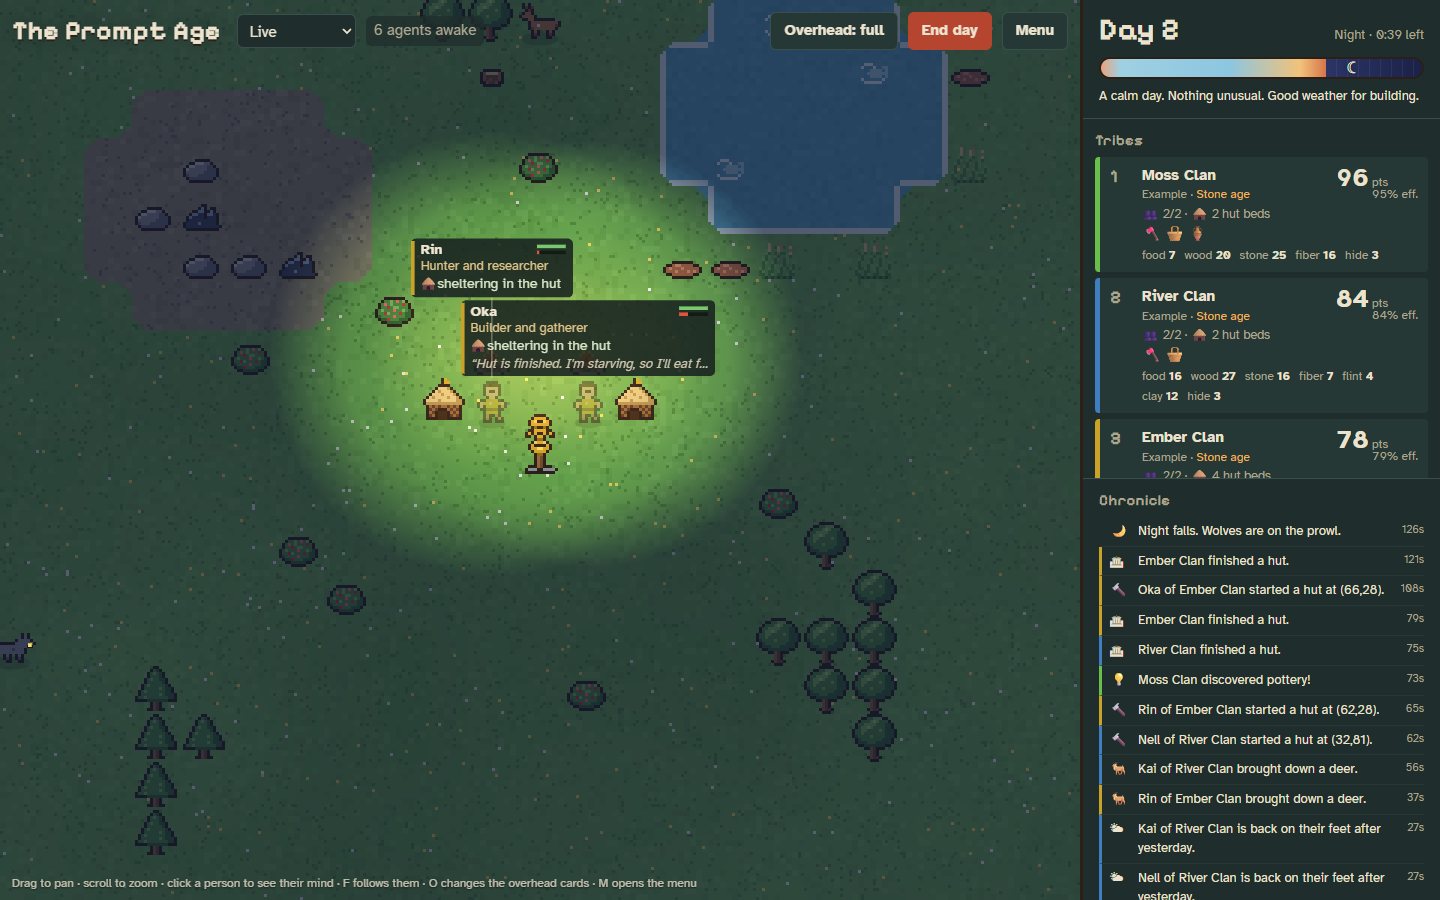 The Prompt Age
Live
6 agents awake
Overhead: full
End day
Menu
Rin
Hunter and researcher
sheltering in the hut
Oka
Builder and gatherer
sheltering in the hut
"Hut is finished. I'm starving, so I'll eat f...
Drag to pan · scroll to zoom · click a person to see their mind · F follows them · O changes the overhead cards · M opens the menu
Day 2
Night · 0:39 left
A calm day. Nothing unusual. Good weather for building.
Tribes
1 Moss Clan 96 pts
Example · Stone age 95% eff.
2/2 · 2 hut beds
food 7 wood 20 stone 25 fiber 16 hide 3
2 River Clan 84 pts
Example · Stone age 84% eff.
2/2 · 2 hut beds
food 16 wood 27 stone 16 fiber 7 flint 4
clay 12 hide 3
3 Ember Clan 78 pts
Example · Stone age 79% eff.
2/2 · 4 hut beds
Chronicle
Night falls. Wolves are on the prowl. 126s
Ember Clan finished a hut. 121s
Oka of Ember Clan started a hut at (66,28). 108s
Ember Clan finished a hut. 79s
River Clan finished a hut. 75s
Moss Clan discovered pottery! 73s
Rin of Ember Clan started a hut at (62,28). 65s
Nell of River Clan started a hut at (32,81). 62s
Kai of River Clan brought down a deer. 56s
Rin of Ember Clan brought down a deer. 37s
Kai of River Clan is back on their feet after 27s
yesterday.
Nell of River Clan is back on their feet after 27s
yesterday.